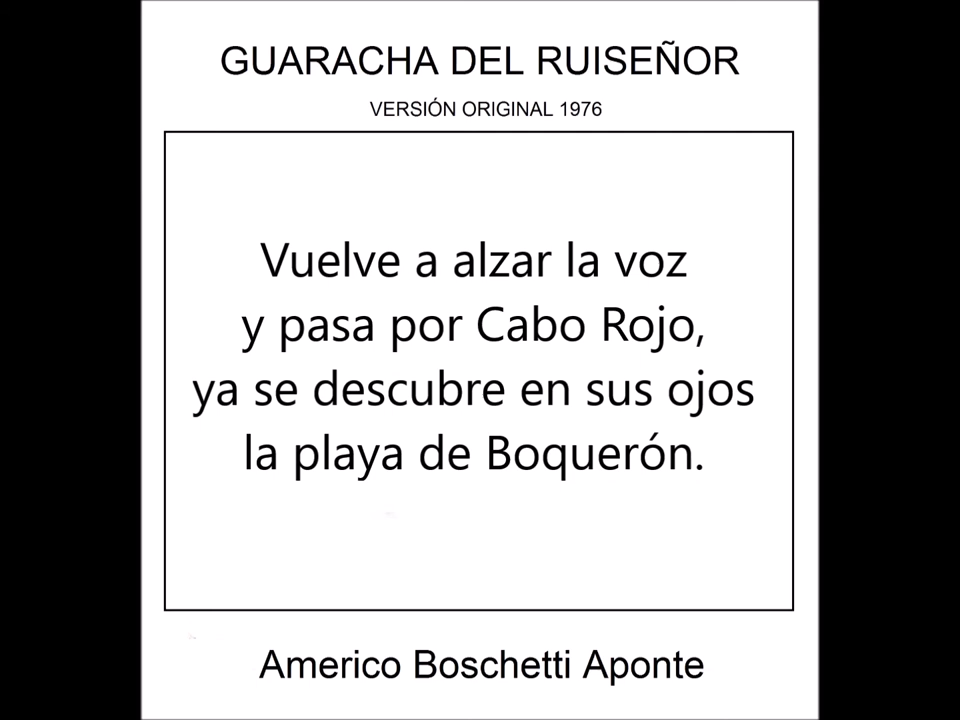 GUARACHA DEL RUISEÑOR
VERSIÓN ORIGINAL 1976
Vuelve a alzar la voz
y pasa por Cabo Rojo,
ya se descubre en sus ojos
la playa de Boquerón.
Americo Boschetti Aponte